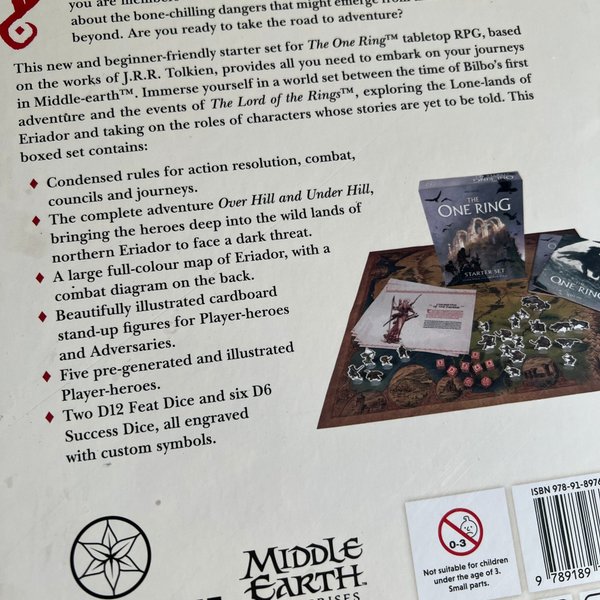 you are members
about the bone-chilling dangers that might emerge from
beyond. Are you ready to take the road to adventure?
This new and beginner-friendly starter set for The One Ring™ tabletop RPG, based
on the works of J.R.R. Tolkien, provides all you need to embark on your journeys
in Middle-earth™. Immerse yourself in a world set between the time of Bilbo's first
adventure and the events of The Lord of the Rings™, exploring the Lone-lands of
Eriador and taking on the roles of characters whose stories are yet to be told. This
boxed set contains:
♦ Condensed rules for action resolution, combat,
councils and journeys.
♦ The complete adventure Over Hill and Under Hill,
bringing the heroes deep into the wild lands of
northern Eriador to face a dark threat.
♦ A large full-colour map of Eriador, with a
combat diagram on the back.
♦ Beautifully illustrated cardboard
stand-up figures for Player-heroes
and Adversaries.
♦ Five pre-generated and illustrated
Player-heroes.
♦ Two D12 Feat Dice and six D6
Success Dice, all engraved
with custom symbols.
THE
ONE RING
STARTER SET
ONE RING
MIDDLE
EARTH™
RISES
0-3
Not suitable for children
under the age of 3.
Small parts.
ISBN 978-91-8976
9 789189